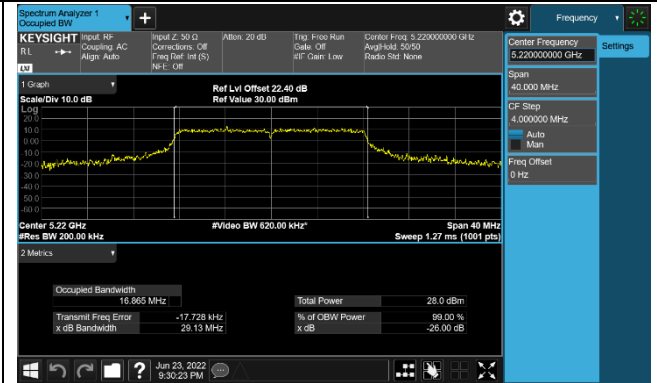 Spectrum Analyzer 1
Occupied BW
+
Frequency
KEYSIGHT
RL
LXI
Input: RF
Coupling: AC
Align: Auto
Input Z: 50 Ω
Corrections: Off
Freq Ref: Int (S)
NFE: Off
Atten: 20 dB
Trig: Free Run
Gate: Off
#IF Gain: Low
Center Freq: 5.220000000 GHz
Avg|Hold: 50/50
Radio Std: None
Center Frequency
5.220000000 GHz
Settings
Span
40.000 MHz
CF Step
4.000000 MHz
Auto
Man
Freq Offset
0 Hz
1 Graph
Scale/Div 10.0 dB
Ref Lvl Offset 22.40 dB
Ref Value 30.00 dBm
Log
20.0
10.0
0.00
-10.0
-20.0
-30.0
-40.0
-50.0
-60.0
Center 5.22 GHz
#Video BW 620.00 kHz*
Span 40 MHz
#Res BW 200.00 kHz
Sweep 1.27 ms (1001 pts)
2 Metrics
Occupied Bandwidth
16.865 MHz
Total Power 28.0 dBm
Transmit Freq Error -17.728 kHz
% of OBW Power 99.00 %
x dB Bandwidth 29.13 MHz
x dB -26.00 dB
?
Jun 23, 2022
9:30:23 PM